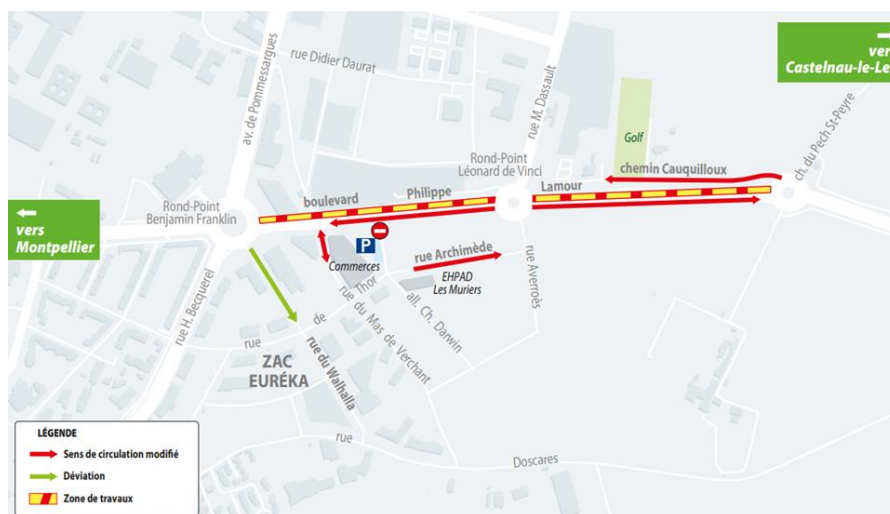 vers
Castelnau-le-Le
rue Didier Daurat
av. de Pommessargues
rue M. Dassault
ch. du Pech St-Peyre
Golf
Rond-Point
Léonard de Vinci
chemin Cauquilloux
Rond-Point
Benjamin Franklin
boulevard Philippe Lamour
vers
Montpellier
P
Commerces
rue Archimède
EHPAD
Les Muriers
rue Averroès
rue H. Becquerel
rue de Thor
all. Ch. Darwin
rue du Mas de Verchant
ZAC
EURÉKA
rue du Walhalla
rue Doscares
LÉGENDE
Sens de circulation modifié
Déviation
Zone de travaux